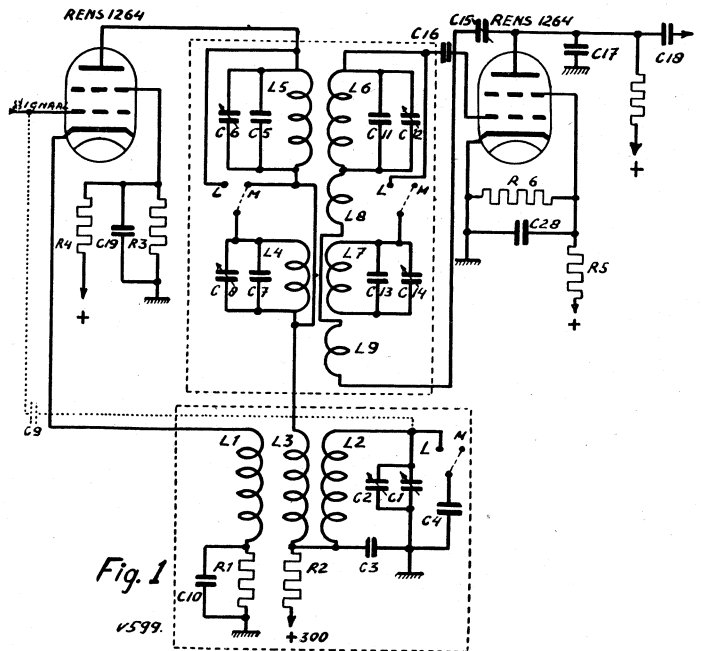 RENS 1264
C15
RENS 1264
C16
C17
C18
L5
L6
C6
C5
C11
C12
SIGNAAL
L
M
L
M
R6
L8
R4
C19
R3
L4
L7
C28
C8
C7
C13
C14
R5
+
+
+
L9
C9
L1
L3
L2
L
M
C2
C1
C4
R1
R2
C3
C10
Fig. 1
V599.
+300